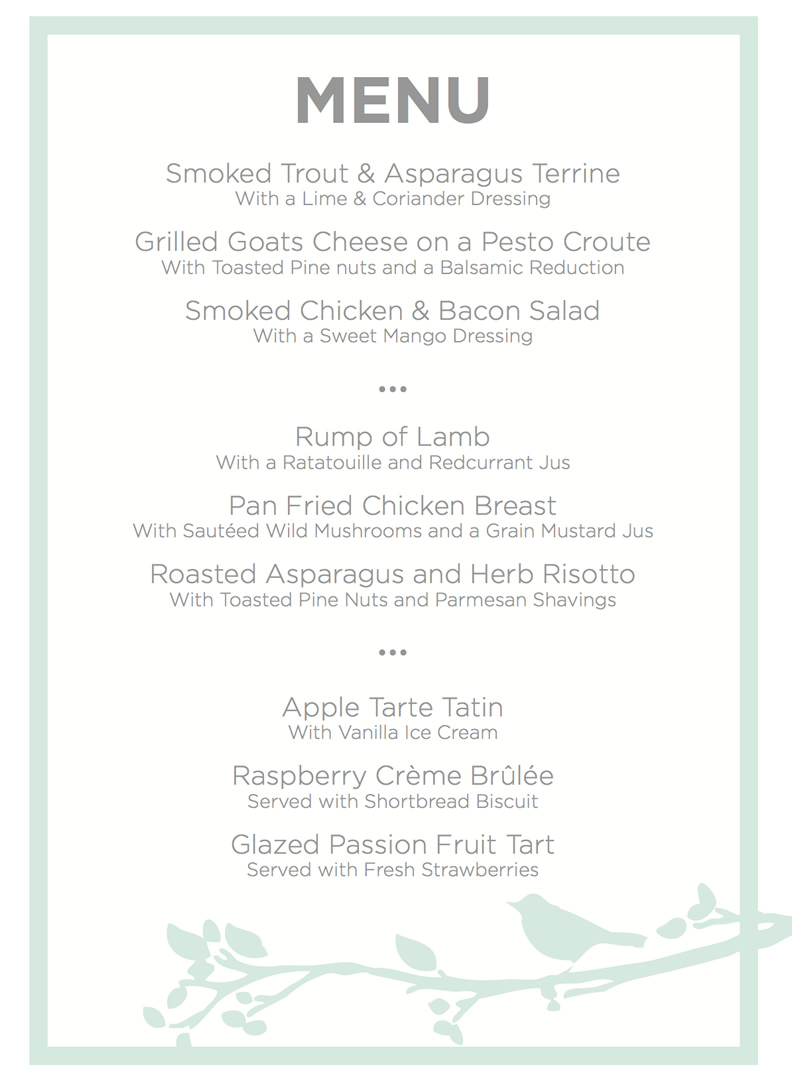 MENU
Smoked Trout & Asparagus Terrine
With a Lime & Coriander Dressing
Grilled Goats Cheese on a Pesto Croute
With Toasted Pine nuts and a Balsamic Reduction
Smoked Chicken & Bacon Salad
With a Sweet Mango Dressing
•••
Rump of Lamb
With a Ratatouille and Redcurrant Jus
Pan Fried Chicken Breast
With Sautéed Wild Mushrooms and a Grain Mustard Jus
Roasted Asparagus and Herb Risotto
With Toasted Pine Nuts and Parmesan Shavings
•••
Apple Tarte Tatin
With Vanilla Ice Cream
Raspberry Crème Brûlée
Served with Shortbread Biscuit
Glazed Passion Fruit Tart
Served with Fresh Strawberries